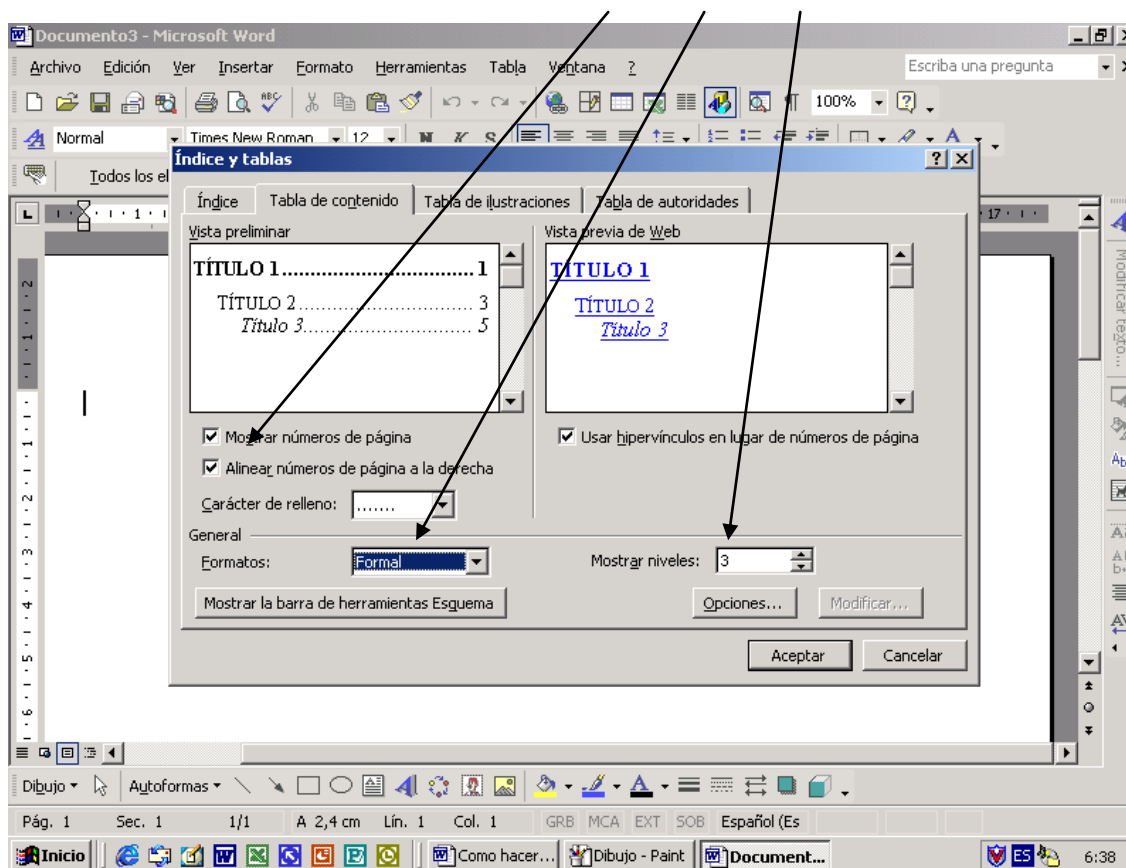 Documento3 - Microsoft Word
Archivo Edición Ver Insertar Formato Herramientas Tabla Ventana ? Escriba una pregunta
100%
Normal Times New Roman 12 N K S
Todos los el
Índice y tablas
Índice Tabla de contenido Tabla de ilustraciones Tabla de autoridades
Vista preliminar Vista previa de Web
TÍTULO 1..................................1 TÍTULO 1
TÍTULO 2............................... 3 TÍTULO 2
Título 3.............................. 5 Título 3
Mostrar números de página Usar hipervínculos en lugar de números de página
Alinear números de página a la derecha
Carácter de relleno: .......
General
Formatos: Formal Mostrar niveles: 3
Mostrar la barra de herramientas Esquema Opciones... Modificar...
Aceptar Cancelar
Modificar texto...
Dibujo Autoformas
Pág. 1 Sec. 1 1/1 A 2,4 cm Lín. 1 Col. 1 GRB MCA EXT SOB Español (Es
Inicio Como hacer... Dibujo - Paint Document... ES 6:38